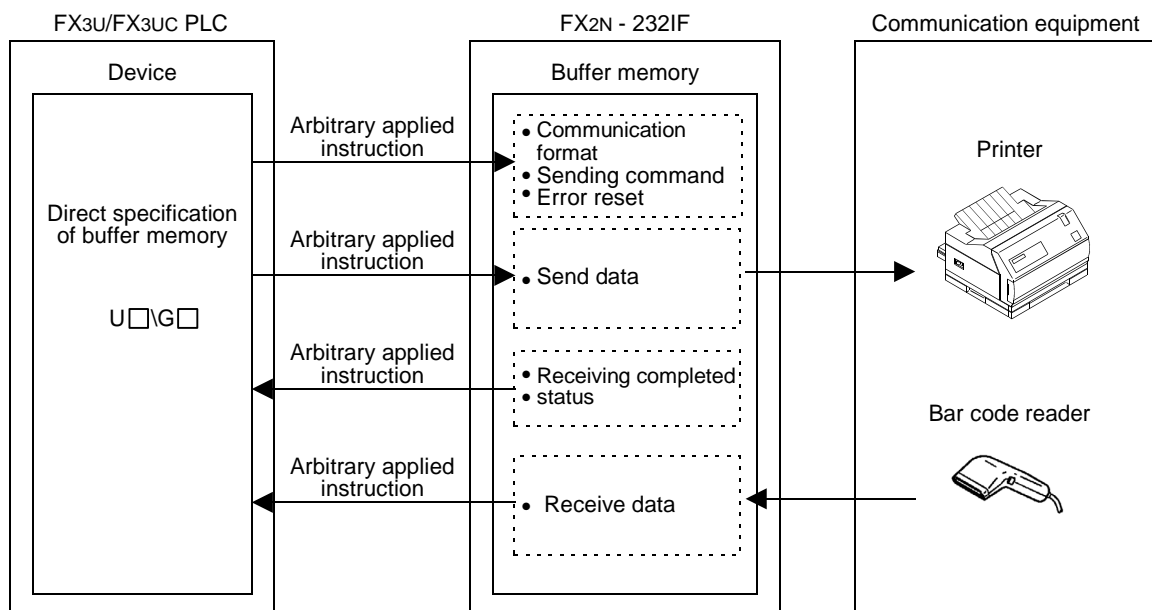 FX3U/FX3UC PLC
FX2N - 232IF
Communication equipment
Device
Buffer memory
Direct specification
of buffer memory
U□\G□
Arbitrary applied
instruction
• Communication
format
• Sending command
• Error reset
Arbitrary applied
instruction
• Send data
Arbitrary applied
instruction
• Receiving completed
• status
Arbitrary applied
instruction
• Receive data
Printer
Bar code reader